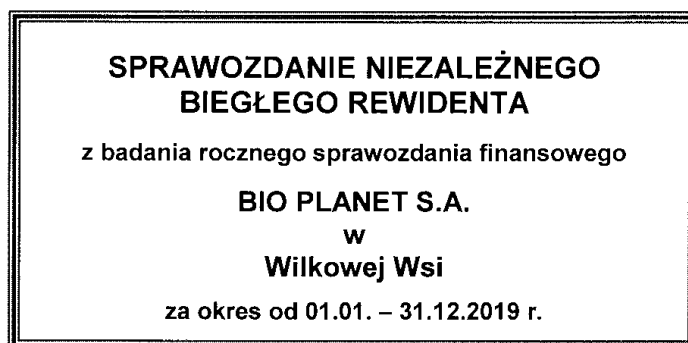 SPRAWOZDANIE NIEZALEŻNEGO
BIEGŁEGO REWIDENTA
z badania rocznego sprawozdania finansowego
BIO PLANET S.A.
w
Wilkowej Wsi
za okres od 01.01. – 31.12.2019 r.